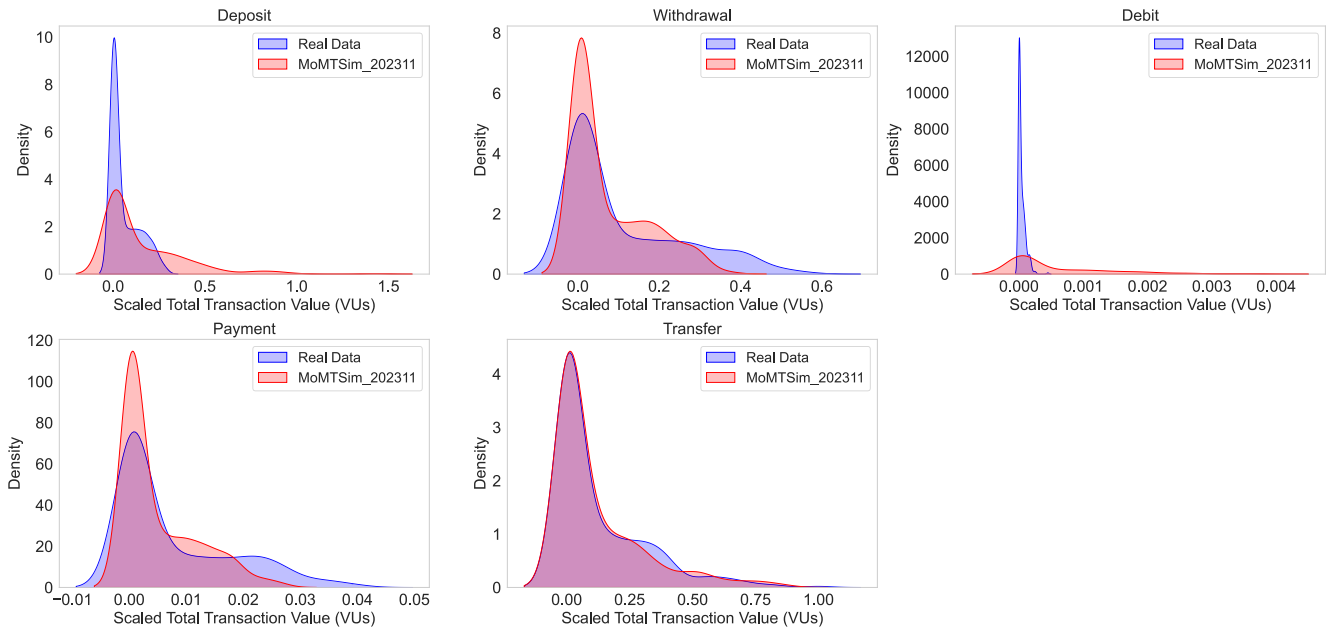 Deposit
10
8
6
4
2
0
Density
0.0 0.5 1.0 1.5
Scaled Total Transaction Value (VUs)
Real Data
MoMTSim_202311
Withdrawal
8
6
4
2
0
Density
0.0 0.2 0.4 0.6
Scaled Total Transaction Value (VUs)
Real Data
MoMTSim_202311
Debit
12000
10000
8000
6000
4000
2000
0
Density
0.000 0.001 0.002 0.003 0.004
Scaled Total Transaction Value (VUs)
Real Data
MoMTSim_202311
Payment
120
100
80
60
40
20
0
Density
−0.01 0.00 0.01 0.02 0.03 0.04 0.05
Scaled Total Transaction Value (VUs)
Real Data
MoMTSim_202311
Transfer
4
3
2
1
0
Density
0.00 0.25 0.50 0.75 1.00
Scaled Total Transaction Value (VUs)
Real Data
MoMTSim_202311